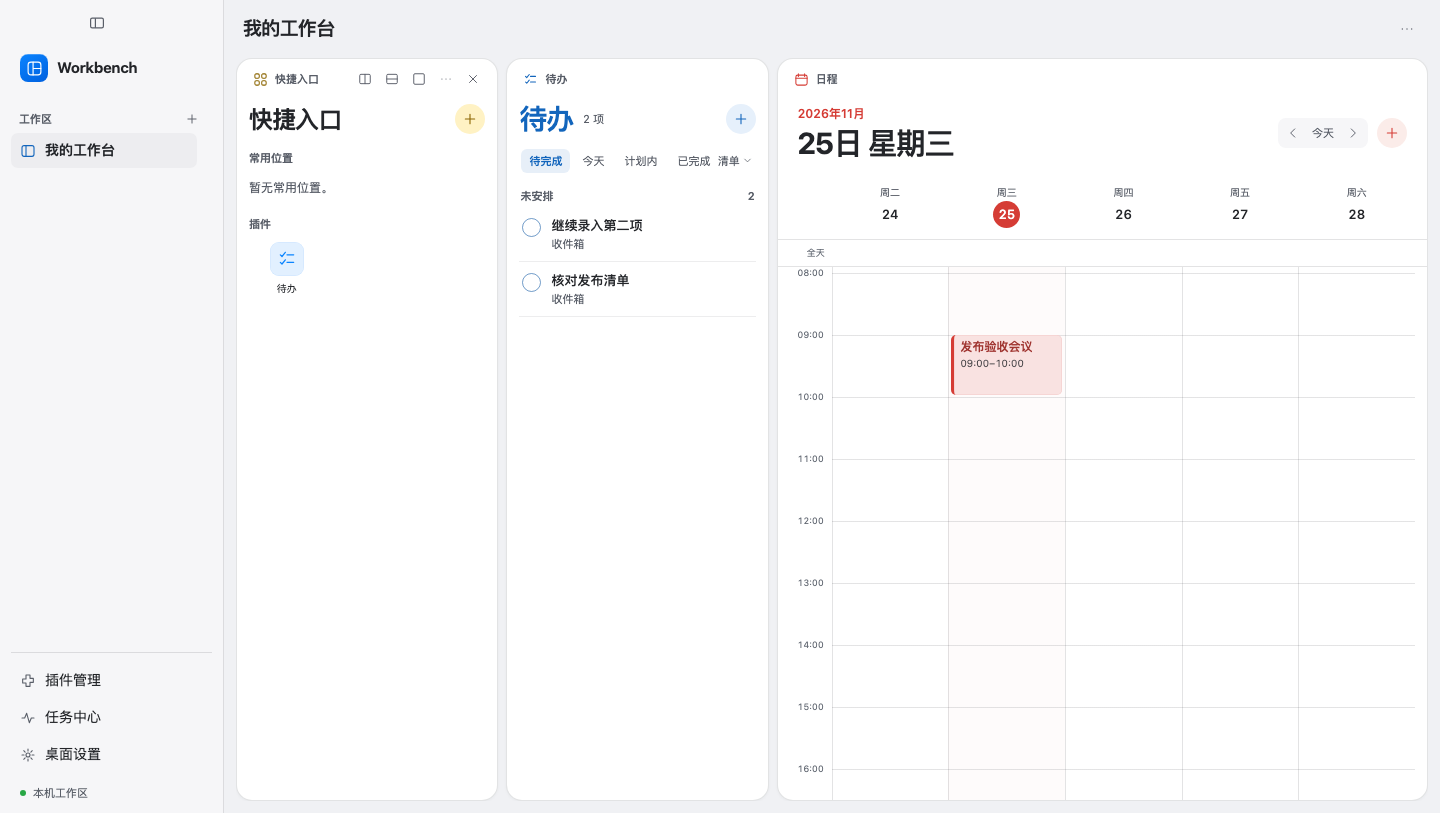 我的工作台
Workbench
工作区
我的工作台
插件管理
任务中心
桌面设置
本机工作区
快捷入口
快捷入口
常用位置
暂无常用位置。
插件
待办
待办
待办 2 项
待完成 今天 计划内 已完成 清单
未安排 2
继续录入第二项
收件箱
核对发布清单
收件箱
日程
2026年11月
25日 星期三
今天
周二 周三 周四 周五 周六
24 25 26 27 28
全天
08:00
09:00
发布验收会议
09:00–10:00
10:00
11:00
12:00
13:00
14:00
15:00
16:00